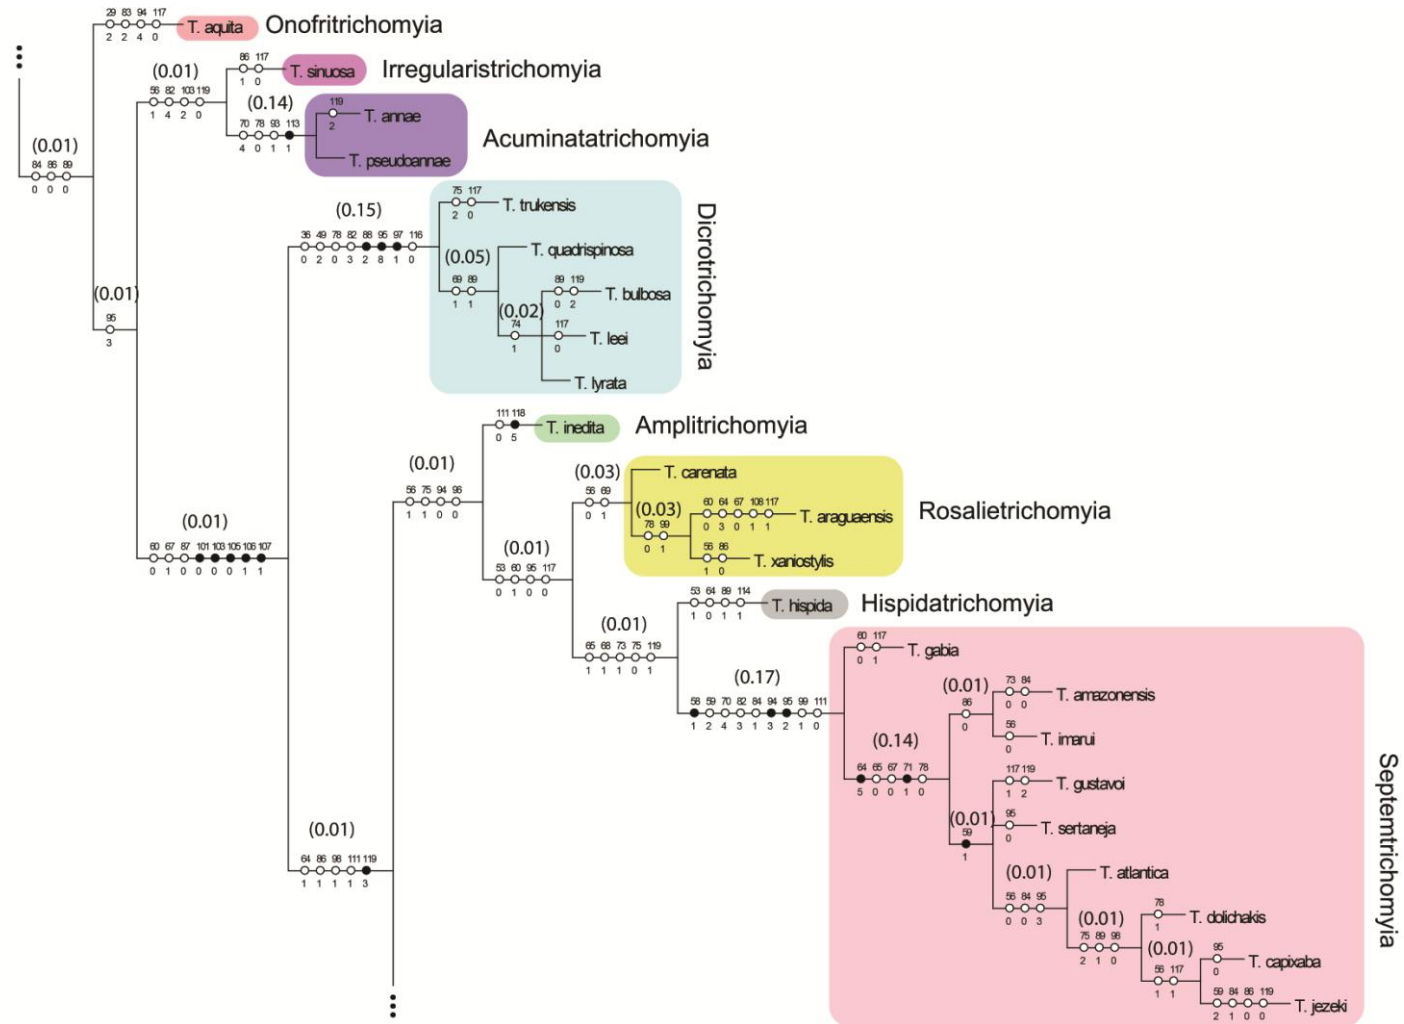 29 83 94 117
2 2 4 0
T. aquita
Onofritrichomyia
(0.01)
56 82 103 119
1 4 2 0
86 117
1 0
T. sinuosa
Irregularistrichomyia
(0.14)
70 78 93 113
4 0 1 1
119
2
T. annae
T. pseudoannae
Acuminatatrichomyia
(0.01)
84 86 89
0 0 0
(0.15)
36 49 78 82 88 95 97 116
0 2 0 3 2 8 1 0
75 117
2 0
T. trukensis
(0.05)
69 89
1 1
T. quadrispinosa
(0.02)
74
1
89 119
0 2
T. bulbosa
117
0
T. leei
T. lyrata
Dicrotrichomyia
(0.01)
95
3
111 118
0 5
T. inedita
Amplitrichomyia
(0.01)
56 75 94 96
1 1 0 0
(0.03)
56 69
0 1
T. carenata
(0.03)
78 99
0 1
60 64 67 108 117
0 3 0 1 1
T. araguaensis
56 86
1 0
T. xaniostylis
Rosalietrichomyia
(0.01)
60 67 87 101 103 105 106 107
0 1 0 0 0 0 1 1
(0.01)
53 60 95 117
0 1 0 0
53 64 89 114
1 0 1 1
T. hispida
Hispidatrichomyia
(0.01)
65 68 73 75 119
1 1 1 0 1
(0.17)
58 59 70 82 84 94 95 99 111
1 2 4 3 1 3 2 1 0
60 117
0 1
T. gabia
(0.01)
86
0
73 84
0 0
T. amazonensis
56
0
T. imarui
(0.14)
64 65 67 71 78
5 0 0 1 0
117 119
1 2
T. gustavoi
(0.01)
59
1
95
0
T. sertaneja
(0.01)
64 86 98 111 119
1 1 1 1 3
(0.01)
56 84 95
0 0 3
T. atlantica
(0.01)
75 89 98
2 1 0
78
1
T. dolichakis
(0.01)
56 117
1 1
95
0
T. capixaba
59 84 86 119
2 1 0 0
T. jezeki
Septemtrichomyia